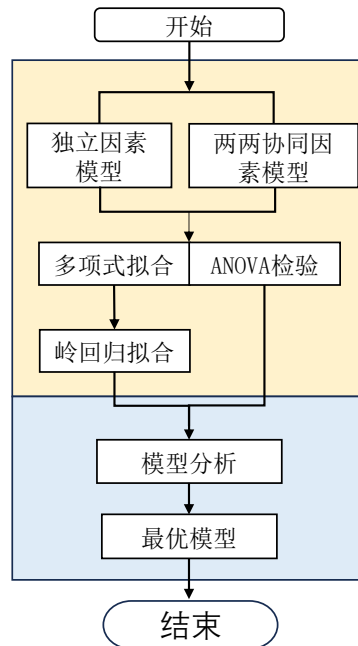 开始
独立因素
模型
两两协同因
素模型
多项式拟合
ANOVA检验
岭回归拟合
模型分析
最优模型
结束